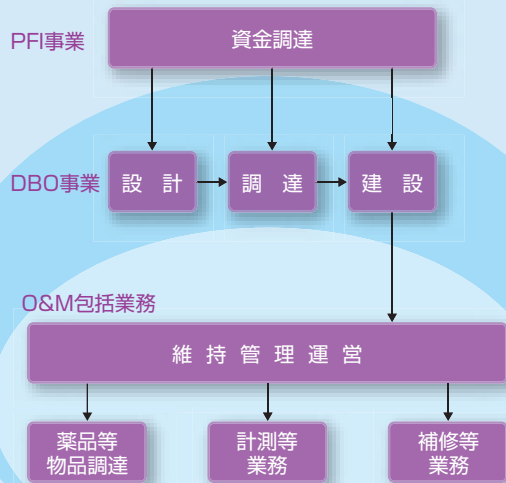 PFI事業
資金調達
DBO事業
設 計
調 達
建 設
O&M包括業務
維 持 管 理 運 営
薬品等
物品調達
計測等
業務
補修等
業務